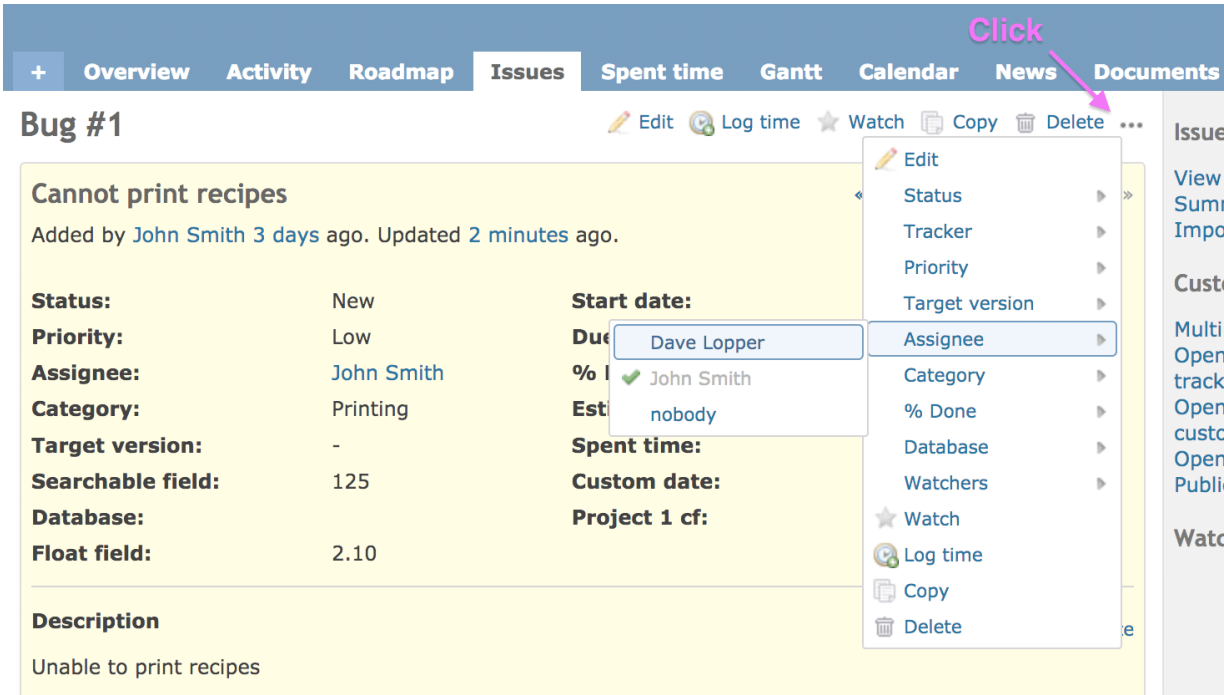 Click
+ Overview Activity Roadmap Issues Spent time Gantt Calendar News Documents
Bug #1
Edit Log time Watch Copy Delete •••
Cannot print recipes
« »
Added by John Smith 3 days ago. Updated 2 minutes ago.
Status: New Start date:
Priority: Low
Assignee: John Smith %
Category: Printing
Target version: - Spent time:
Searchable field: 125 Custom date:
Database: Project 1 cf:
Float field: 2.10
Description
Unable to print recipes
Edit
Status
Tracker
Priority
Target version
Assignee
Category
% Done
Database
Watchers
Watch
Log time
Copy
Delete
Dave Lopper
John Smith
nobody
View
Open
Open
Open